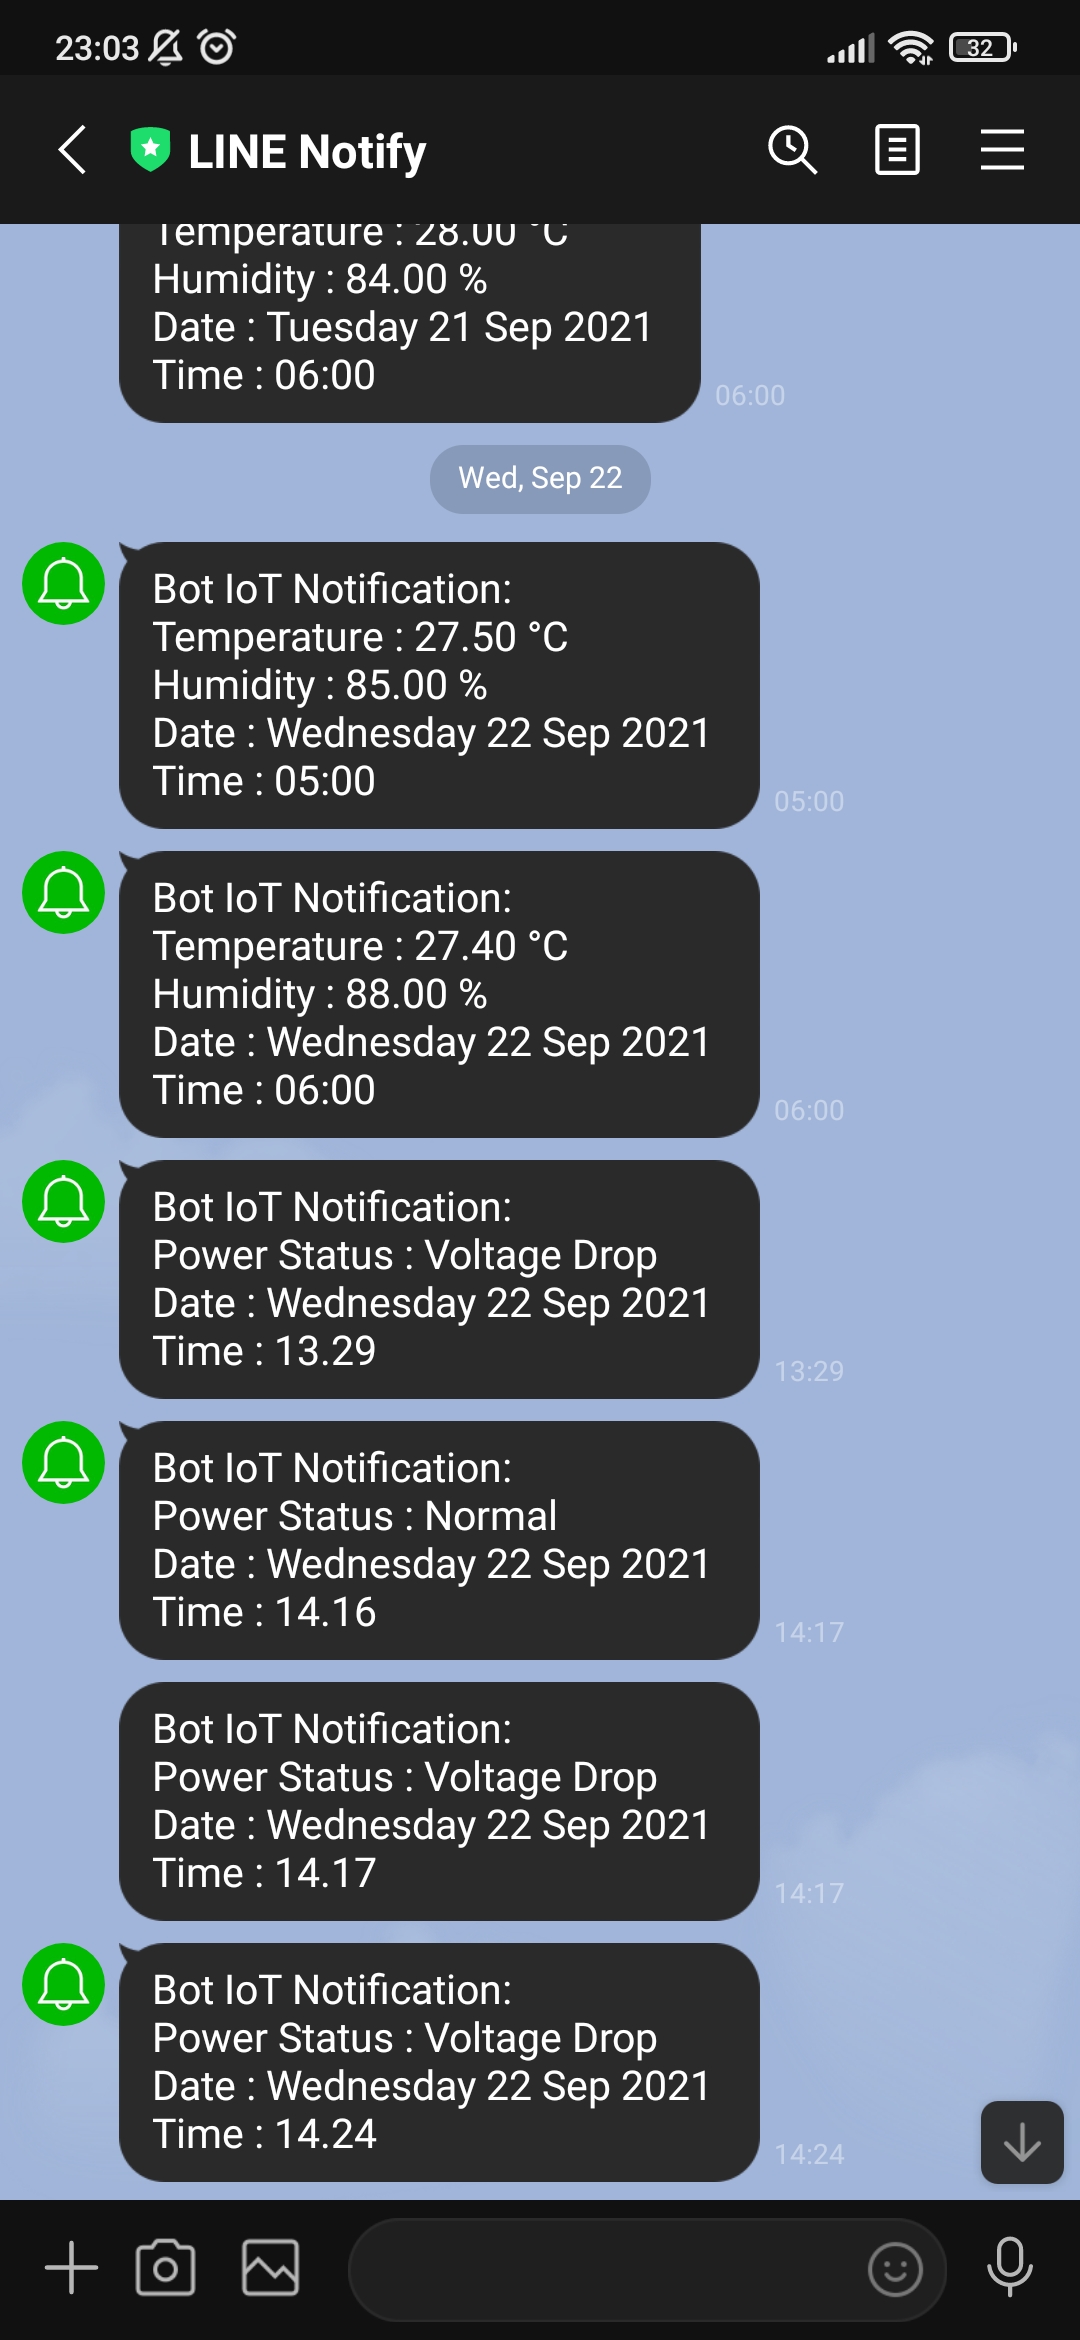 23:03
32
LINE Notify
Temperature : 28.00 °C
Humidity : 84.00 %
Date : Tuesday 21 Sep 2021
Time : 06:00
06:00
Wed, Sep 22
Bot IoT Notification:
Temperature : 27.50 °C
Humidity : 85.00 %
Date : Wednesday 22 Sep 2021
Time : 05:00
05:00
Bot IoT Notification:
Temperature : 27.40 °C
Humidity : 88.00 %
Date : Wednesday 22 Sep 2021
Time : 06:00
06:00
Bot IoT Notification:
Power Status : Voltage Drop
Date : Wednesday 22 Sep 2021
Time : 13.29
13:29
Bot IoT Notification:
Power Status : Normal
Date : Wednesday 22 Sep 2021
Time : 14.16
14:17
Bot IoT Notification:
Power Status : Voltage Drop
Date : Wednesday 22 Sep 2021
Time : 14.17
14:17
Bot IoT Notification:
Power Status : Voltage Drop
Date : Wednesday 22 Sep 2021
Time : 14.24
14:24